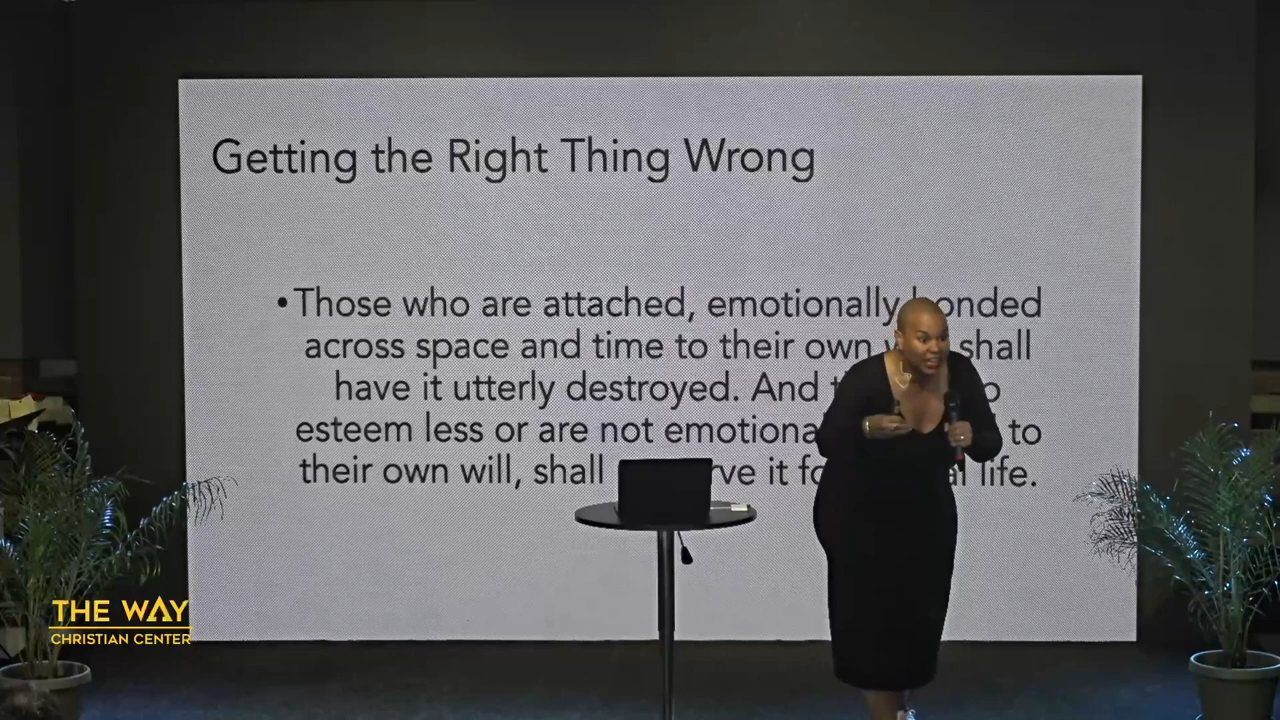 Getting the Right Thing Wrong
• Those who are attached, emotionally bonded
across space and time to their own shall
have it utterly destroyed. And
esteem less or are not to
their own will, shall it life.
THE WAY
CHRISTIAN CENTER